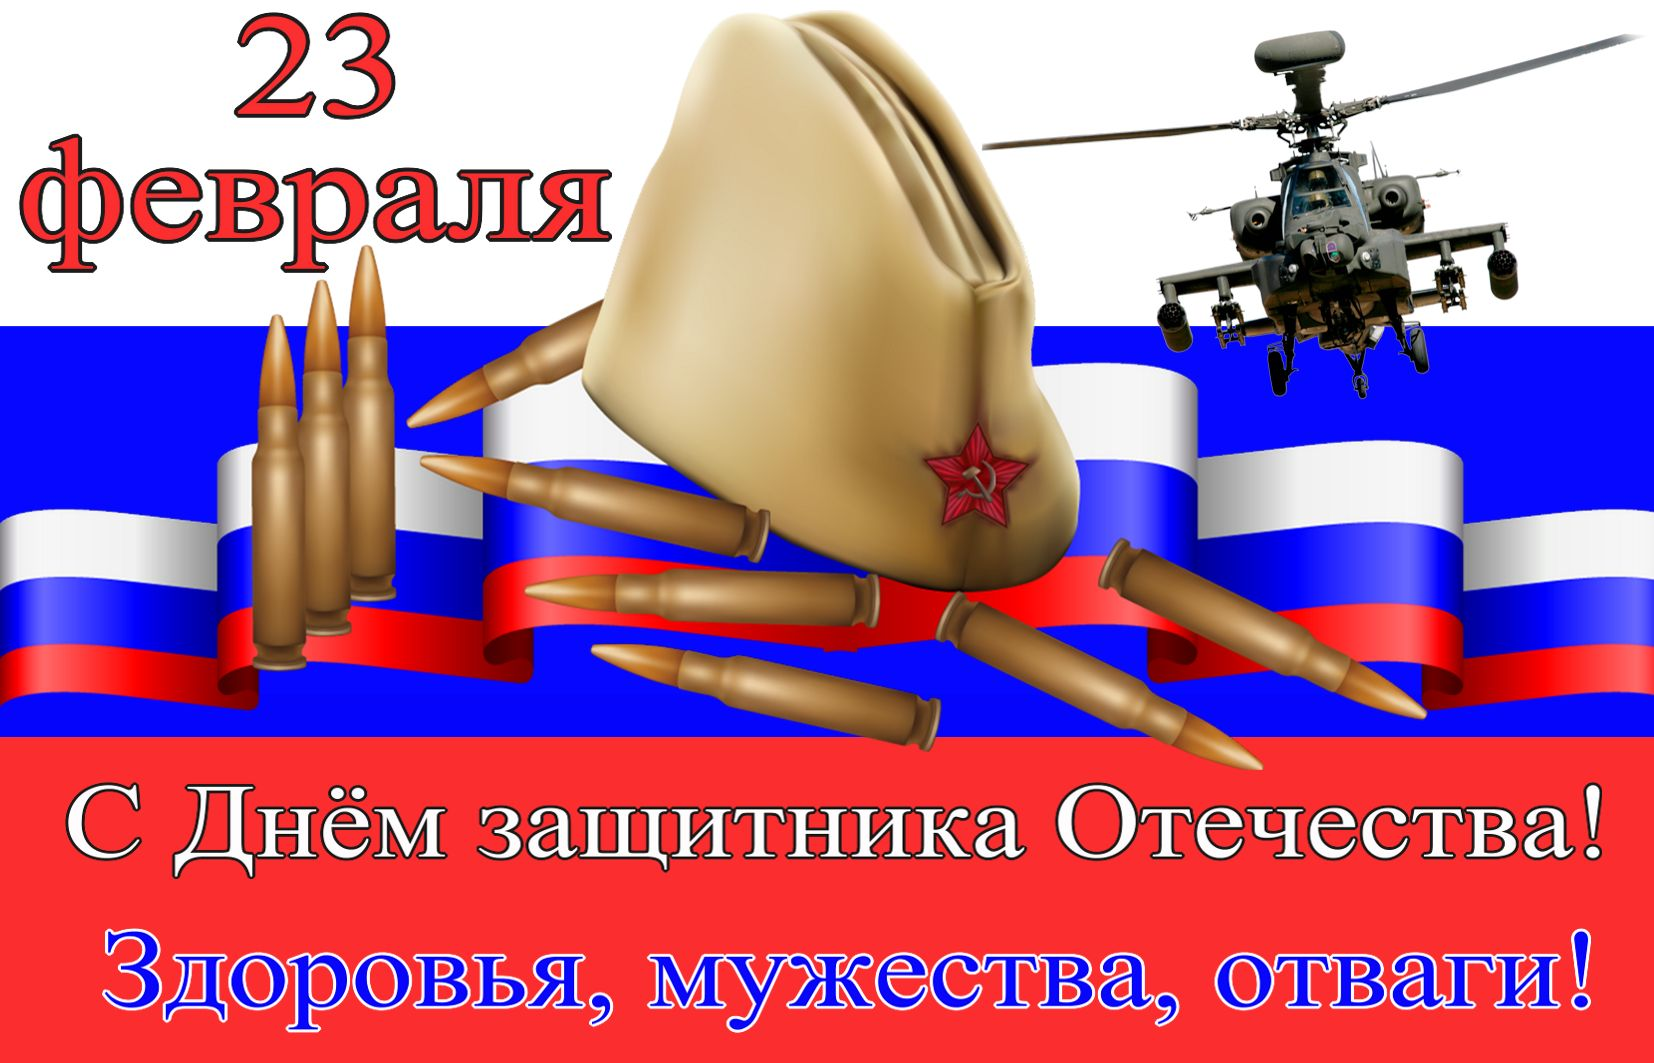 23
февраля
С Днём защитника Отечества!
Здоровья, мужества, отваги!